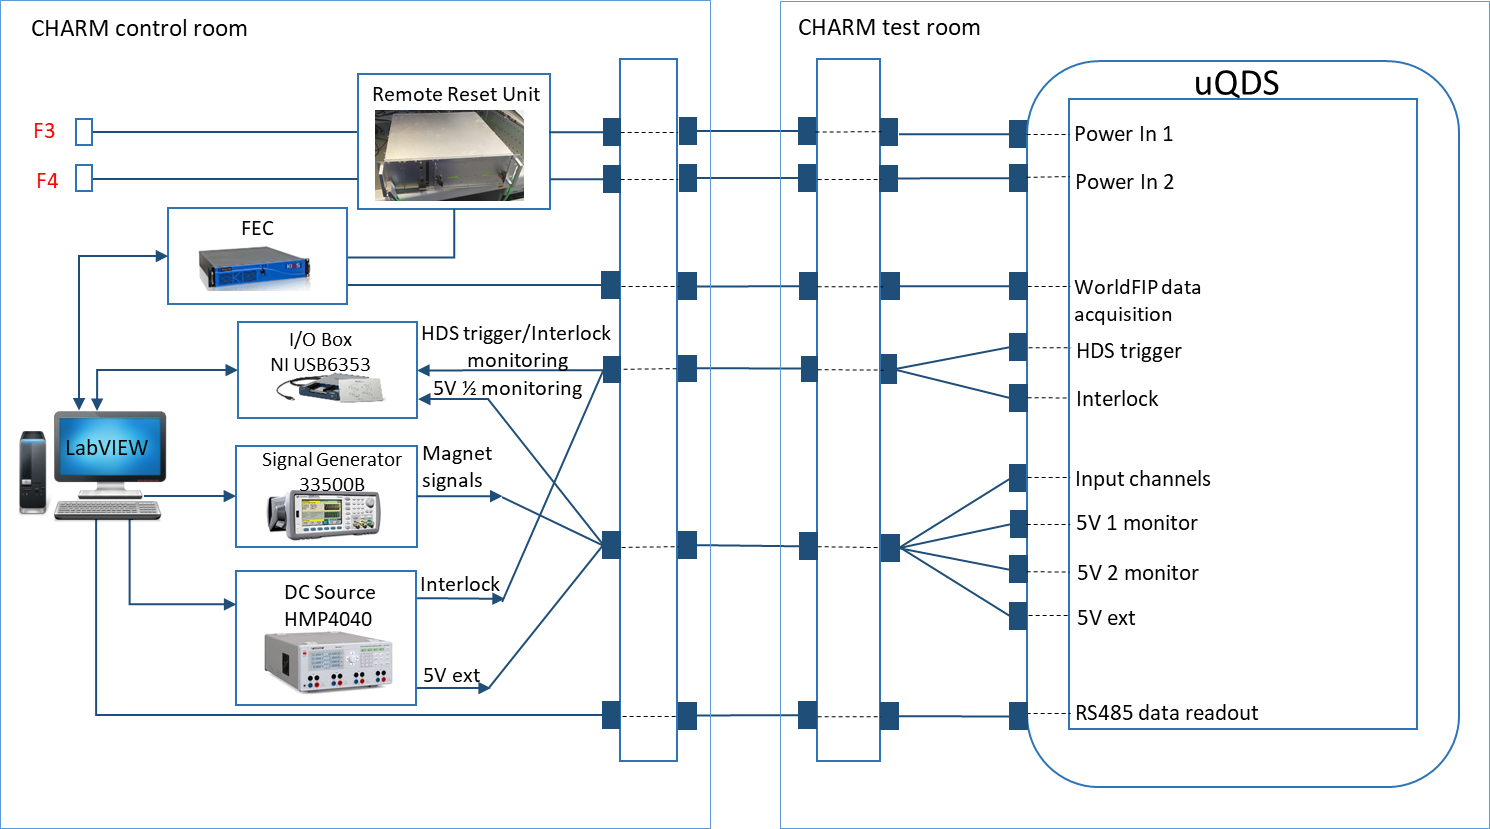 CHARM control room
CHARM test room
uQDS
Remote Reset Unit
F3
F4
Power In 1
Power In 2
FEC
WorldFIP data
acquisition
I/O Box
NI USB6353
HDS trigger/Interlock
monitoring
5V ½ monitoring
HDS trigger
Interlock
LabVIEW
Signal Generator
33500B
Magnet
signals
Input channels
5V 1 monitor
5V 2 monitor
5V ext
DC Source
HMP4040
Interlock
5V ext
RS485 data readout